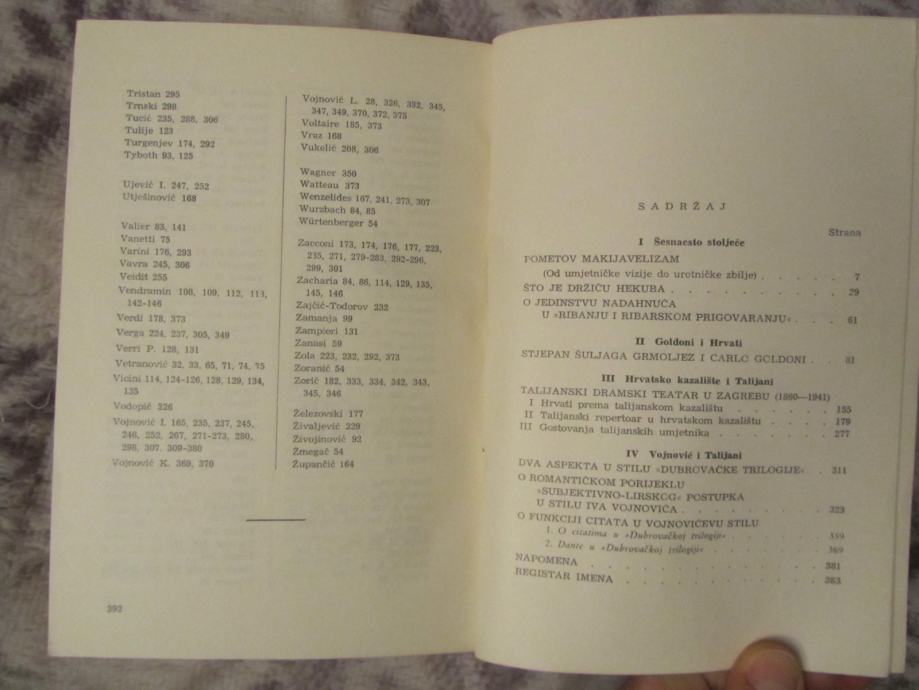 Tristan 295
Trnski 298
Tucić 235, 288, 306
Tulije 123
Turgenjev 174, 292
Tyboth 93, 125
Ujević I. 247, 252
Utješinović 168
Valier 83, 141
Vanetti 75
Varini 176, 293
Vavra 245, 306
Veidit 255
Vendramin 108, 109, 112, 113,
142-146
Verdi 178, 373
Verga 224, 237, 305, 349
Verri P. 128, 131
Vetranović 32, 33, 65, 71, 74, 75
Vicini 114, 124-126, 128, 129, 134,
135
Vodopić 326
Vojnović I. 165, 235, 237, 245,
246, 252, 267, 271-273, 280,
298, 307. 309-380
Vojnović K. 369, 370
392
Vojnović L. 28, 326, 332, 345,
347, 349, 370, 372, 375
Voltaire 185, 373
Vraz 168
Vukelić 208, 306
Wagner 350
Watteau 373
Wenzelides 167, 241, 273, 307
Wurzbach 84, 85
Würtenberger 54
Zacconi 173, 174, 176, 177, 223,
235, 271, 279-283, 292-296,
299, 301
Zacharia 84, 86, 114, 129, 135,
145, 146
Zajčić-Todorov 232
Zamanja 99
Zampieri 131
Zanasi 59
Zola 223, 232, 292, 373
Zoranić 54
Zorić 182, 333, 334, 342, 343,
345, 346
Železovski 177
Živaljević 229
Živojinović 92
Žmegač 54
Župančić 164
SADRŽAJ
Strana
I Šesnaesto stoljeće
POMETOV MAKIJAVELIZAM
(Od umjetničke vizije do urotničke zbilje) . . . . . 7
ŠTO JE DRŽIĆU HEKUBA . . . . . . . . . 29
O JEDINSTVU NADAHNUĆA
U »RIBANJU I RIBARSKOM PRIGOVARANJU« . . . 61
II Goldoni i Hrvati
STJEPAN ŠULJAGA GRMOLJEZ I CARLO GOLDONI . . . 81
III Hrvatsko kazalište i Talijani
TALIJANSKI DRAMSKI TEATAR U ZAGREBU (1860—1941)
I Hrvati prema talijanskom kazalištu . . . . . . 155
II Talijanski repertoar u hrvatskom kazalištu . . . . 179
III Gostovanja talijanskih umjetnika . . . . . . . 277
IV Vojnović i Talijani
DVA ASPEKTA U STILU »DUBROVAČKE TRILOGIJE« . 311
O ROMANTIČKOM PORIJEKLU
»SUBJEKTIVNO-LIRSKOG« POSTUPKA
U STILU IVA VOJNOVIĆA . . . . . . . . 323
O FUNKCIJI CITATA U VOJNOVIĆEVU STILU
1. O citatima u »Dubrovačkoj trilogiji« . . . . . . 359
2. Dante u »Dubrovačkoj trilogiji« . . . . . . . 369
NAPOMENA . . . . . . . . . . . . . 381
REGISTAR IMENA . . . . . . . . . . . 383